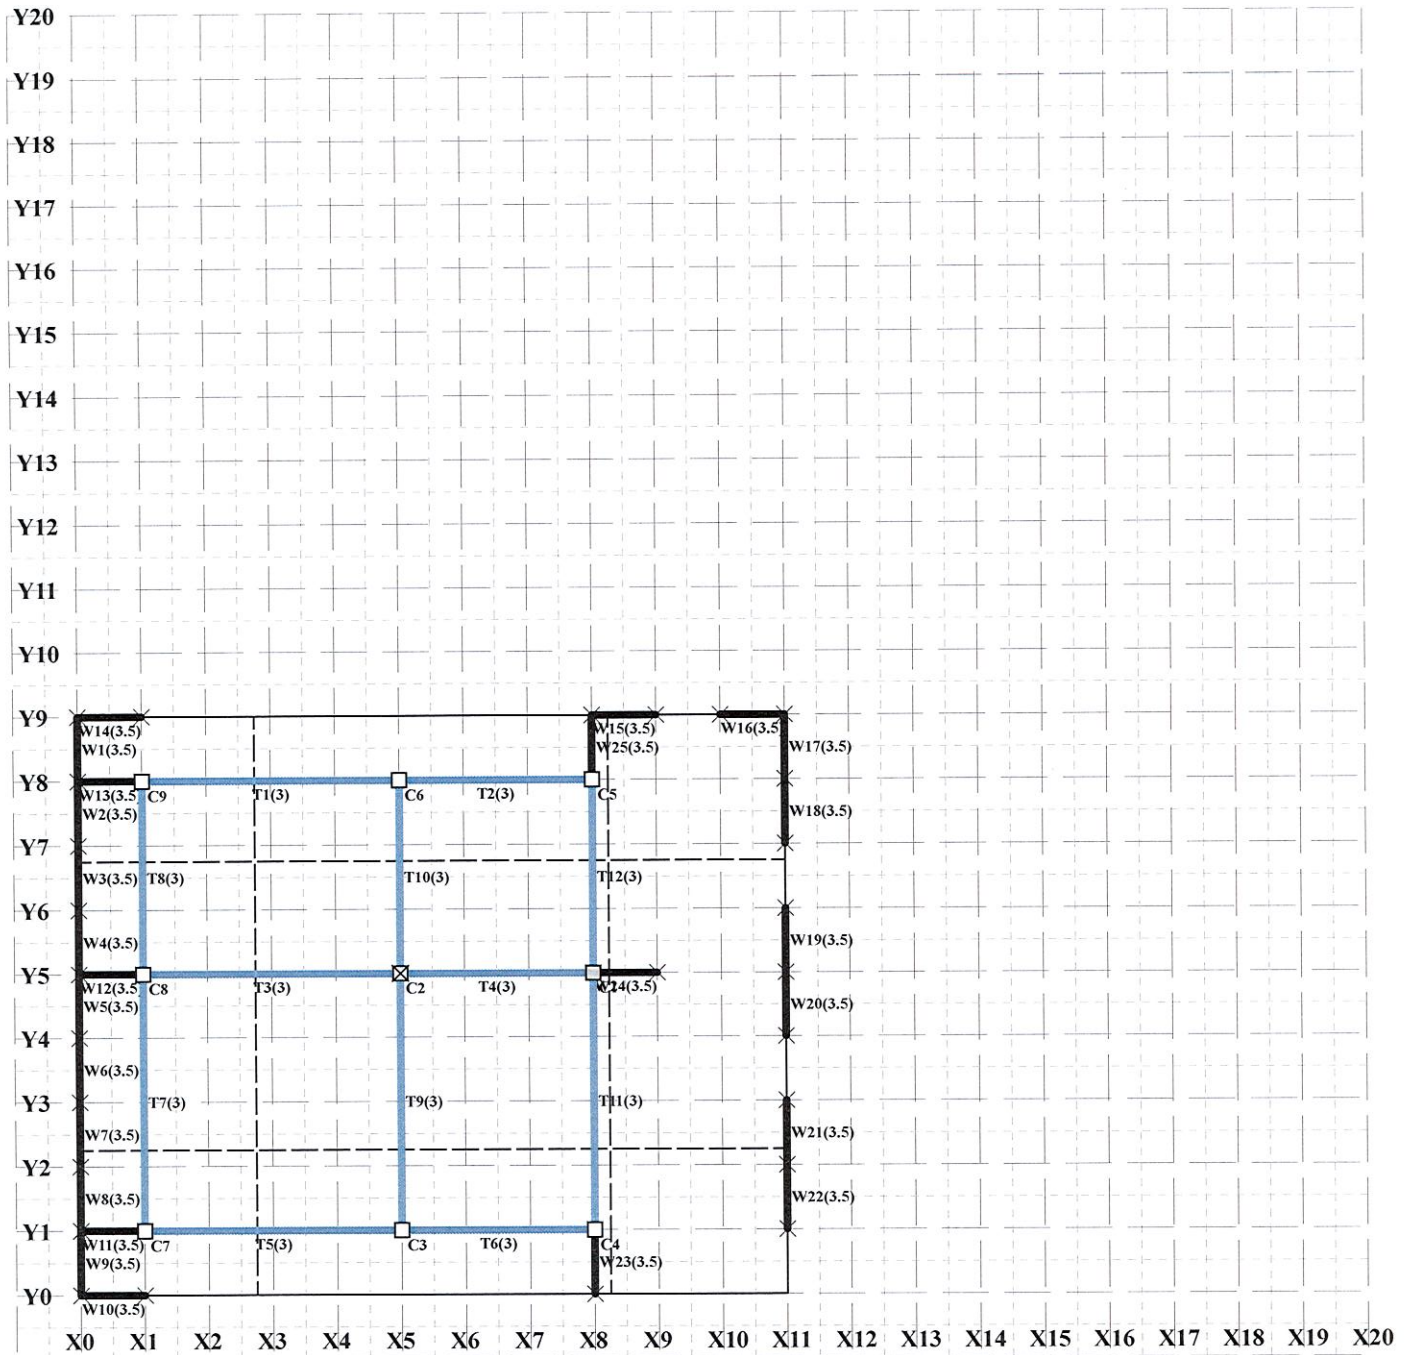 Y20
Y19
Y18
Y17
Y16
Y15
Y14
Y13
Y12
Y11
Y10
Y9
W14(3.5) W15(3.5) W16(3.5)
W1(3.5) W25(3.5) W17(3.5)
Y8
W13(3.5) C9 T1(3) C6 T2(3) C5
W2(3.5) W18(3.5)
Y7
W3(3.5) T8(3) T10(3) T12(3)
Y6
W4(3.5) W19(3.5)
Y5
W12(3.5) C8 T3(3) C2 T4(3) W24(3.5)
W5(3.5) W20(3.5)
Y4
W6(3.5)
Y3 T7(3) T9(3) T11(3)
W7(3.5) W21(3.5)
Y2
W8(3.5) W22(3.5)
Y1
W11(3.5) C7 T5(3) C3 T6(3) C4
W9(3.5) W23(3.5)
Y0
W10(3.5)
X0 X1 X2 X3 X4 X5 X6 X7 X8 X9 X10 X11 X12 X13 X14 X15 X16 X17 X18 X19 X20